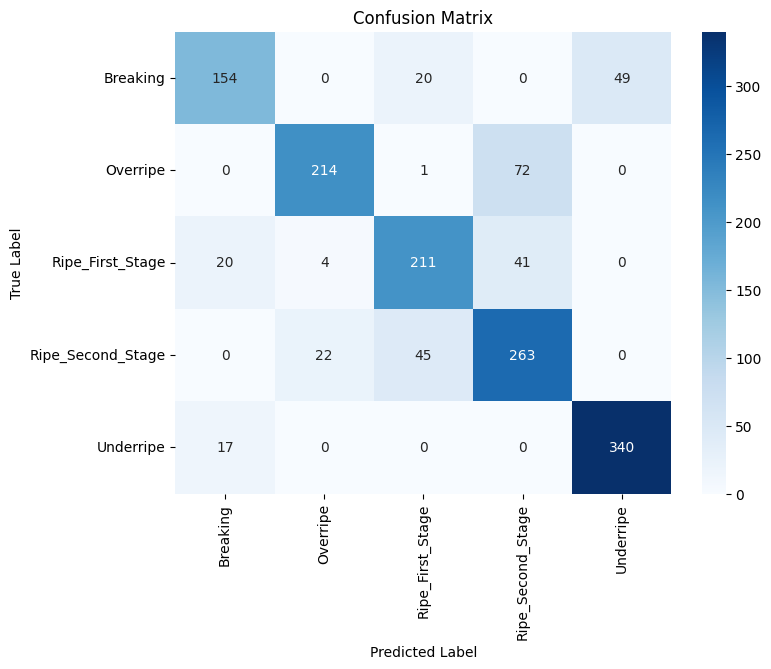 Confusion Matrix
True Label
Breaking 154 0 20 0 49
Overripe 0 214 1 72 0
Ripe_First_Stage 20 4 211 41 0
Ripe_Second_Stage 0 22 45 263 0
Underripe 17 0 0 0 340
Breaking Overripe Ripe_First_Stage Ripe_Second_Stage Underripe
Predicted Label
300
250
200
150
100
50
0